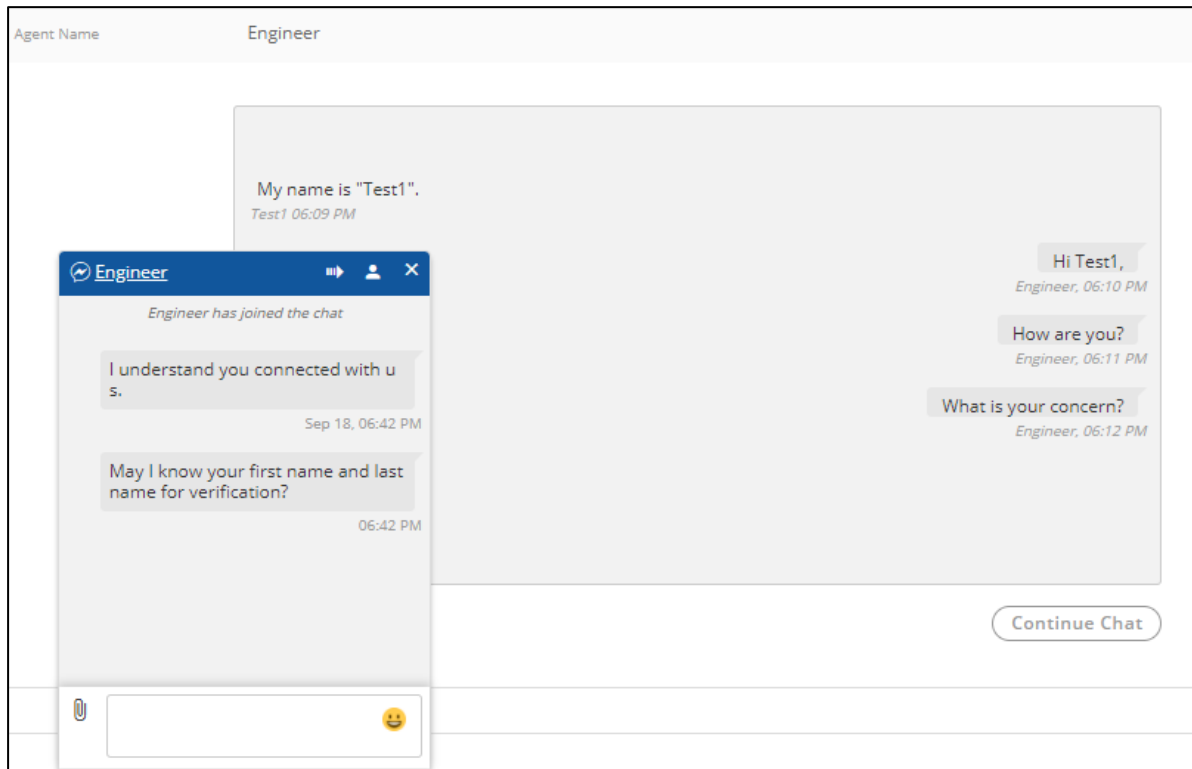 Agent Name
Engineer
My name is "Test1".
Test1 06:09 PM
Hi Test1,
Engineer, 06:10 PM
How are you?
Engineer, 06:11 PM
What is your concern?
Engineer, 06:12 PM
Continue Chat
Engineer
Engineer has joined the chat
I understand you connected with u
s.
Sep 18, 06:42 PM
May I know your first name and last
name for verification?
06:42 PM